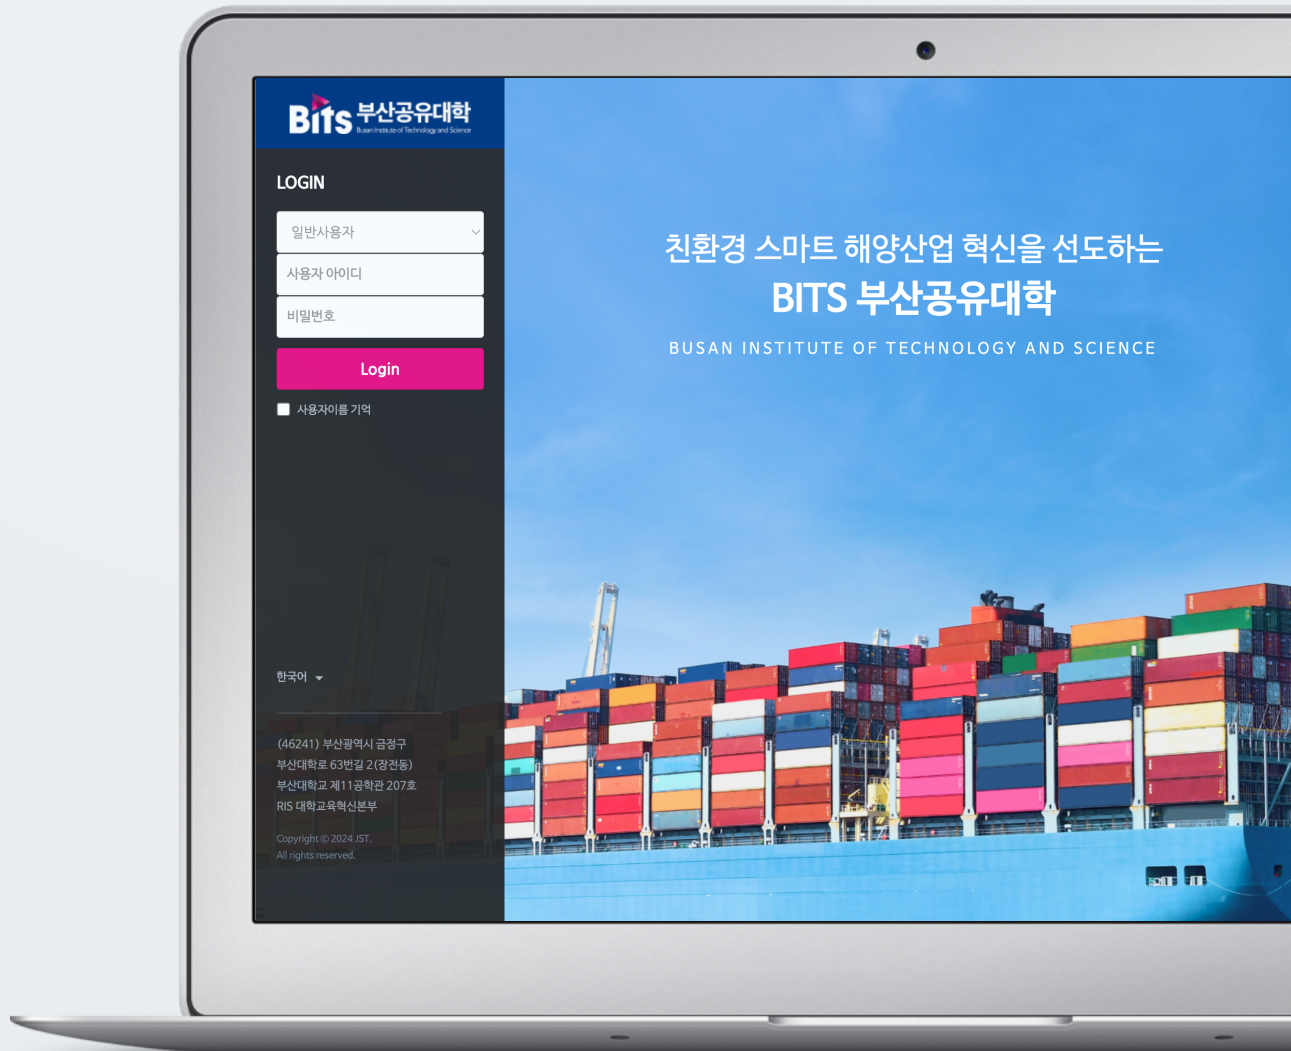 Bits 부산공유대학
Busan Institute of Technology and Science
LOGIN
일반사용자
사용자 아이디
비밀번호
Login
사용자이름 기억
한국어
(46241) 부산광역시 금정구
부산대학로 63번길 2(장전동)
부산대학교 제11공학관 207호
RIS 대학교육혁신본부
Copyright © 2024 JST.
All rights reserved.
친환경 스마트 해양산업 혁신을 선도하는
BITS 부산공유대학
BUSAN INSTITUTE OF TECHNOLOGY AND SCIENCE